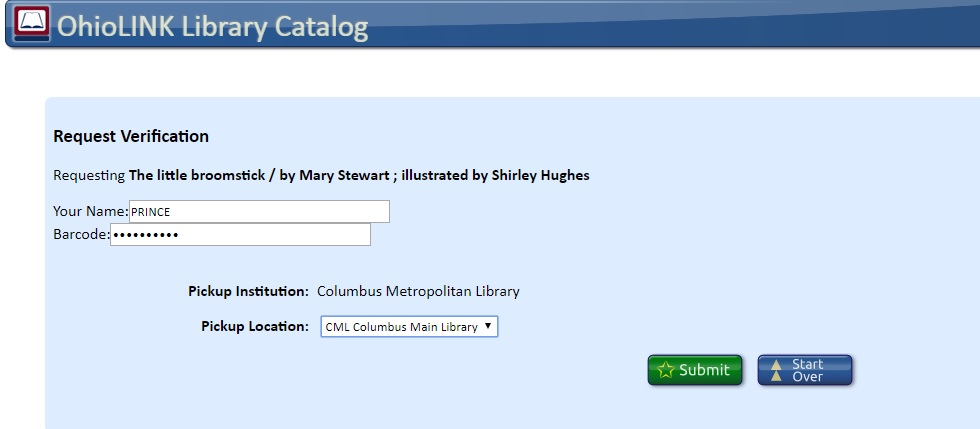 OhioLINK Library Catalog
Request Verification
Requesting The little broomstick / by Mary Stewart ; illustrated by Shirley Hughes
Your Name: PRINCE
Barcode: ••••••••••
Pickup Institution: Columbus Metropolitan Library
Pickup Location: CML Columbus Main Library
Submit
Start
Over